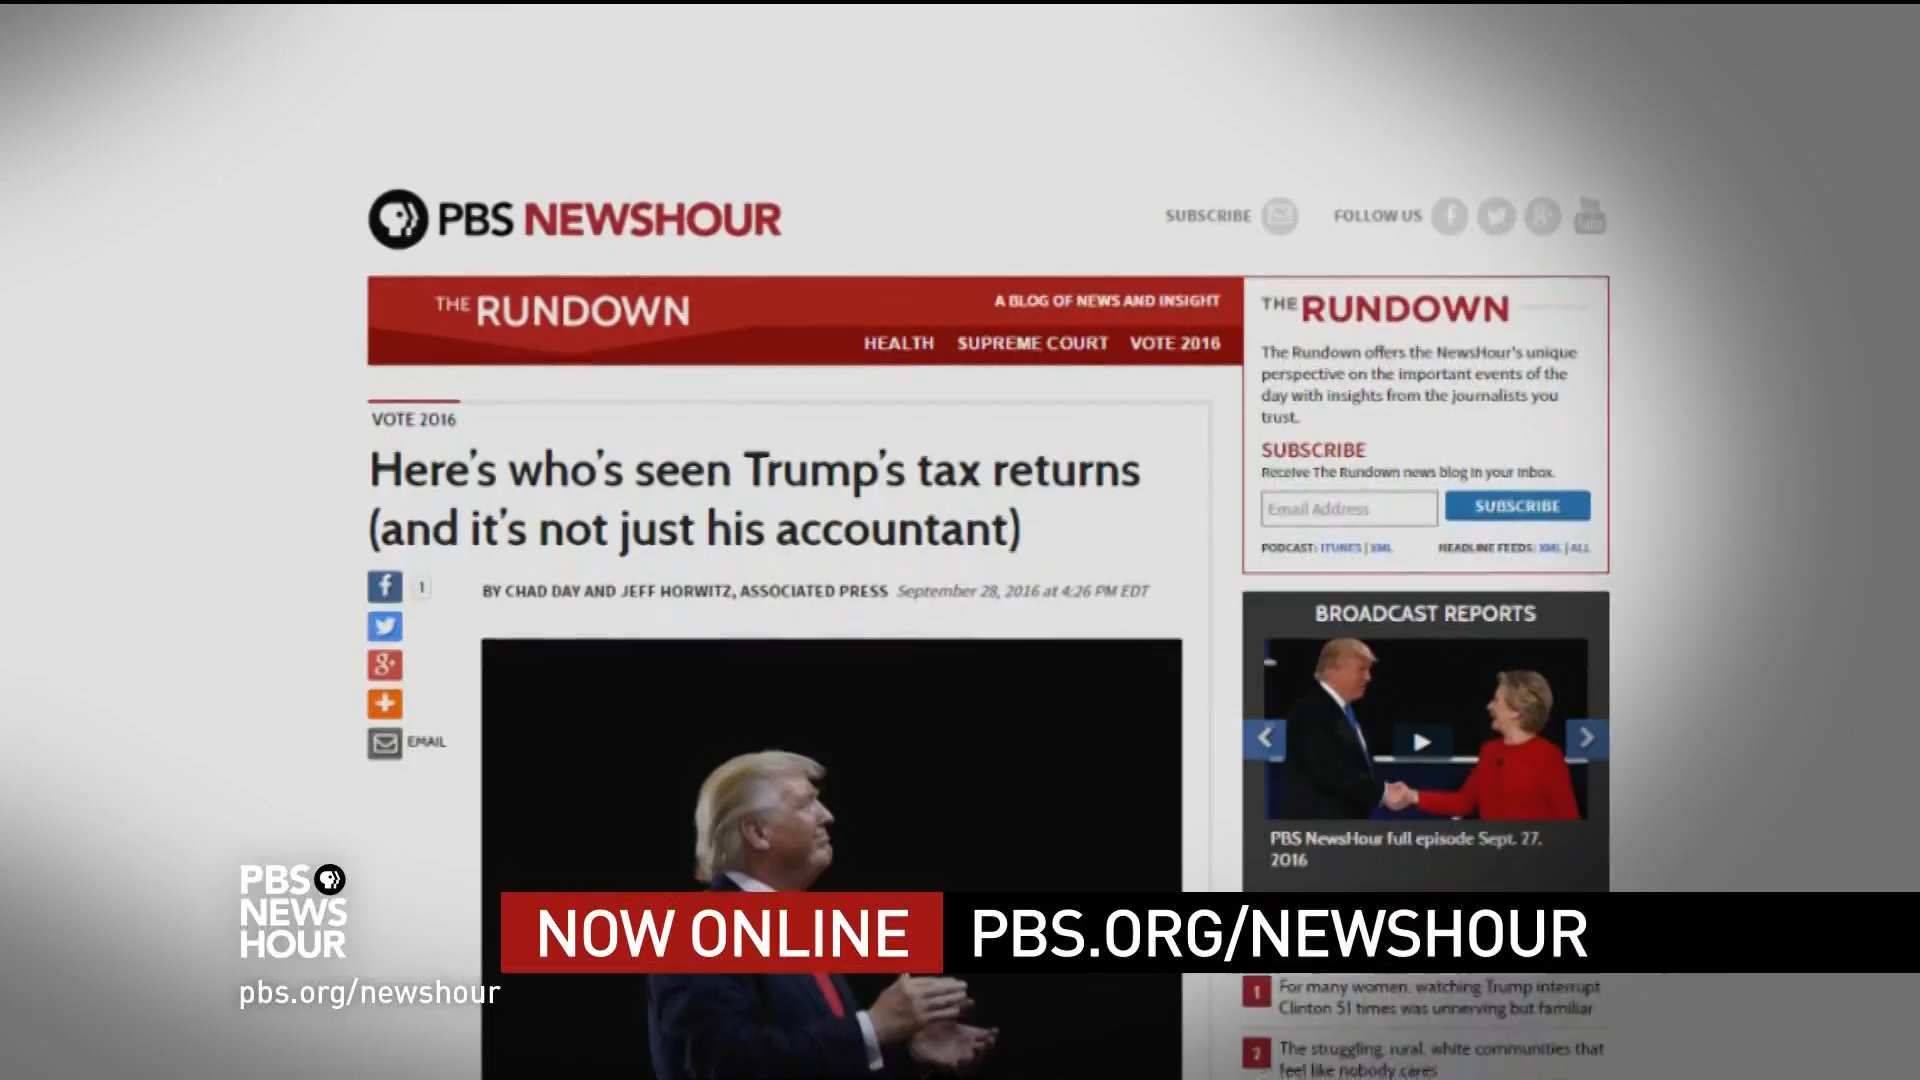 PBS NEWSHOUR
SUBSCRIBE
FOLLOW US
THE RUNDOWN
A BLOG OF NEWS AND INSIGHT
HEALTH SUPREME COURT VOTE 2016
VOTE 2016
Here's who's seen Trump's tax returns
(and it's not just his accountant)
1
BY CHAD DAY AND JEFF HORWITZ, ASSOCIATED PRESS September 28, 2016 at 4:26 PM EDT
EMAIL
THE RUNDOWN
The Rundown offers the NewsHour's unique
perspective on the important events of the
day with insights from the journalists you
trust.
SUBSCRIBE
Receive The Rundown news blog in your inbox.
Email Address
SUBSCRIBE
PODCAST: ITUNES | XML
HEADLINE FEEDS: XML | ALL
BROADCAST REPORTS
PBS NewsHour full episode Sept. 27,
2016
PBS
NEWS
HOUR
pbs.org/newshour
NOW ONLINE PBS.ORG/NEWSHOUR
1 For many women, watching Trump interrupt
Clinton 51 times was unnerving but familiar
2 The struggling, rural, white communities that
feel like nobody cares